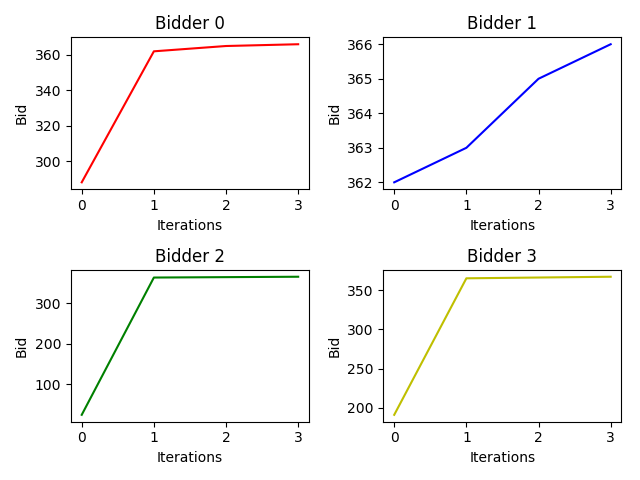 Bidder 0
Bid
360
340
320
300
0 1 2 3
Iterations
Bidder 1
Bid
366
365
364
363
362
0 1 2 3
Iterations
Bidder 2
Bid
300
200
100
0 1 2 3
Iterations
Bidder 3
Bid
350
300
250
200
0 1 2 3
Iterations